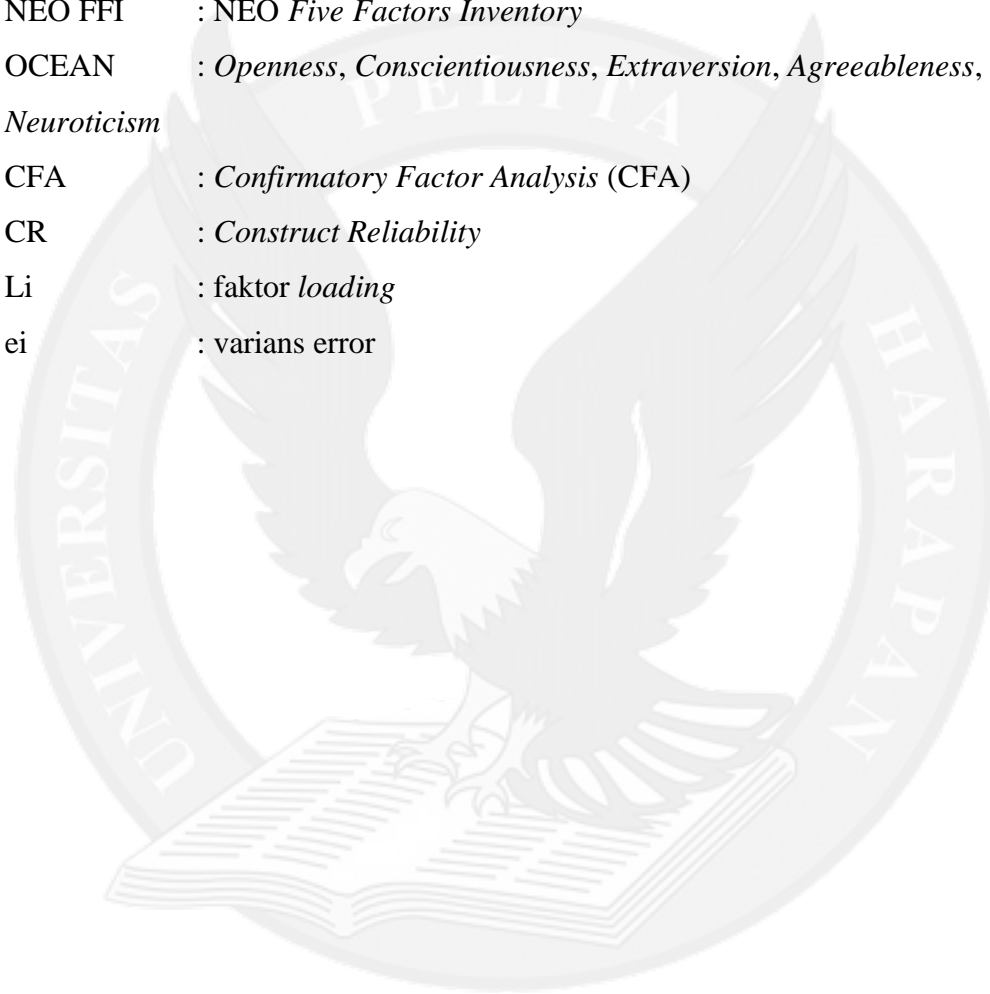 NEO FFI : NEO Five Factors Inventory
OCEAN : Openness, Conscientiousness, Extraversion, Agreeableness,
Neuroticism
CFA : Confirmatory Factor Analysis (CFA)
CR : Construct Reliability
Li : faktor loading
ei : varians error
UNIVERSITAS PELITA HARAPAN